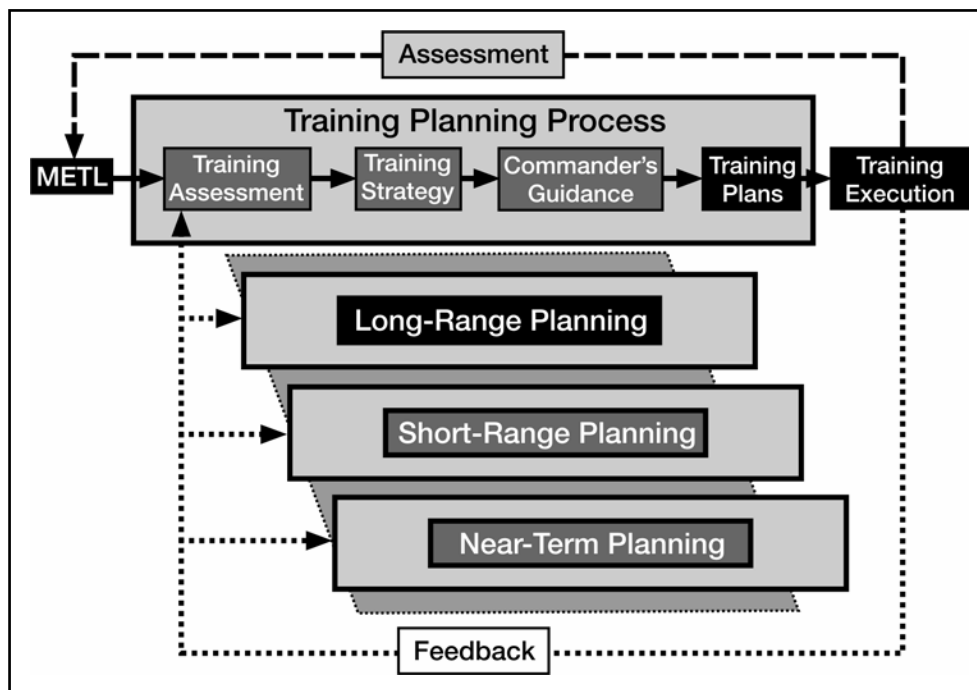 Assessment
Training Planning Process
METL
Training
Assessment
Training
Strategy
Commander's
Guidance
Training
Plans
Training
Execution
Long-Range Planning
Short-Range Planning
Near-Term Planning
Feedback